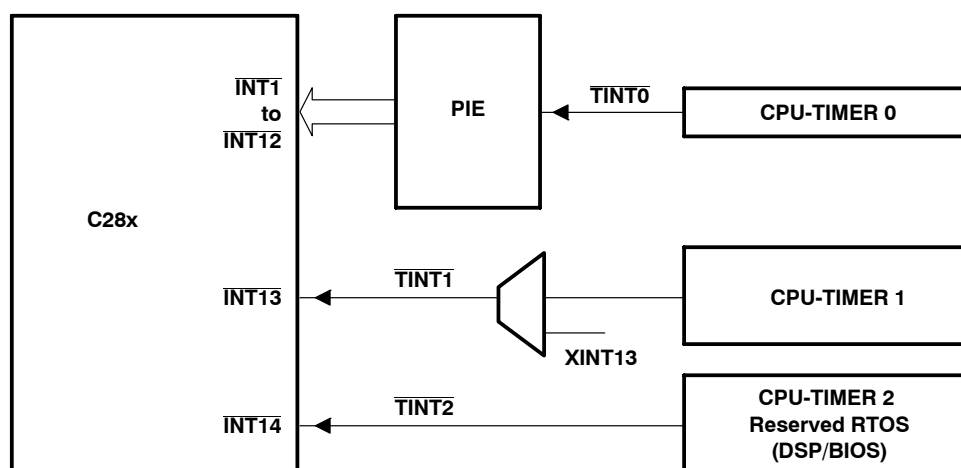 INT1
to
INT12
C28x
INT13
INT14
PIE
TINT0
CPU-TIMER 0
TINT1
XINT13
CPU-TIMER 1
TINT2
CPU-TIMER 2
Reserved RTOS
(DSP/BIOS)